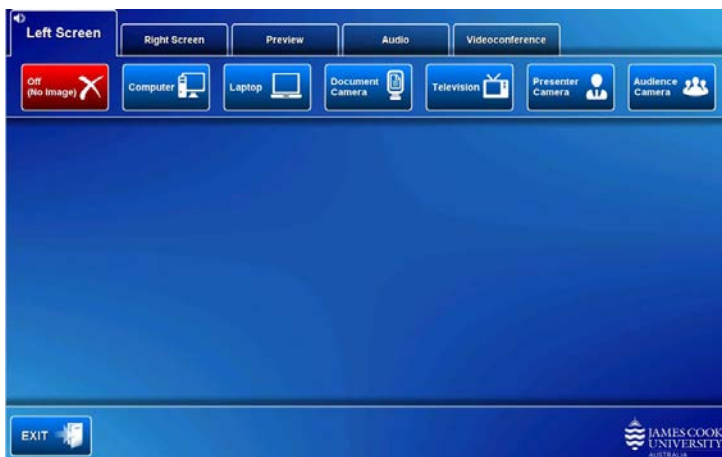 Left Screen
Right Screen
Preview
Audio
Videoconference
Off
(No Image)
Computer
Laptop
Document
Camera
Television
Presenter
Camera
Audience
Camera
EXIT
JAMES COOK
UNIVERSITY
AUSTRALIA